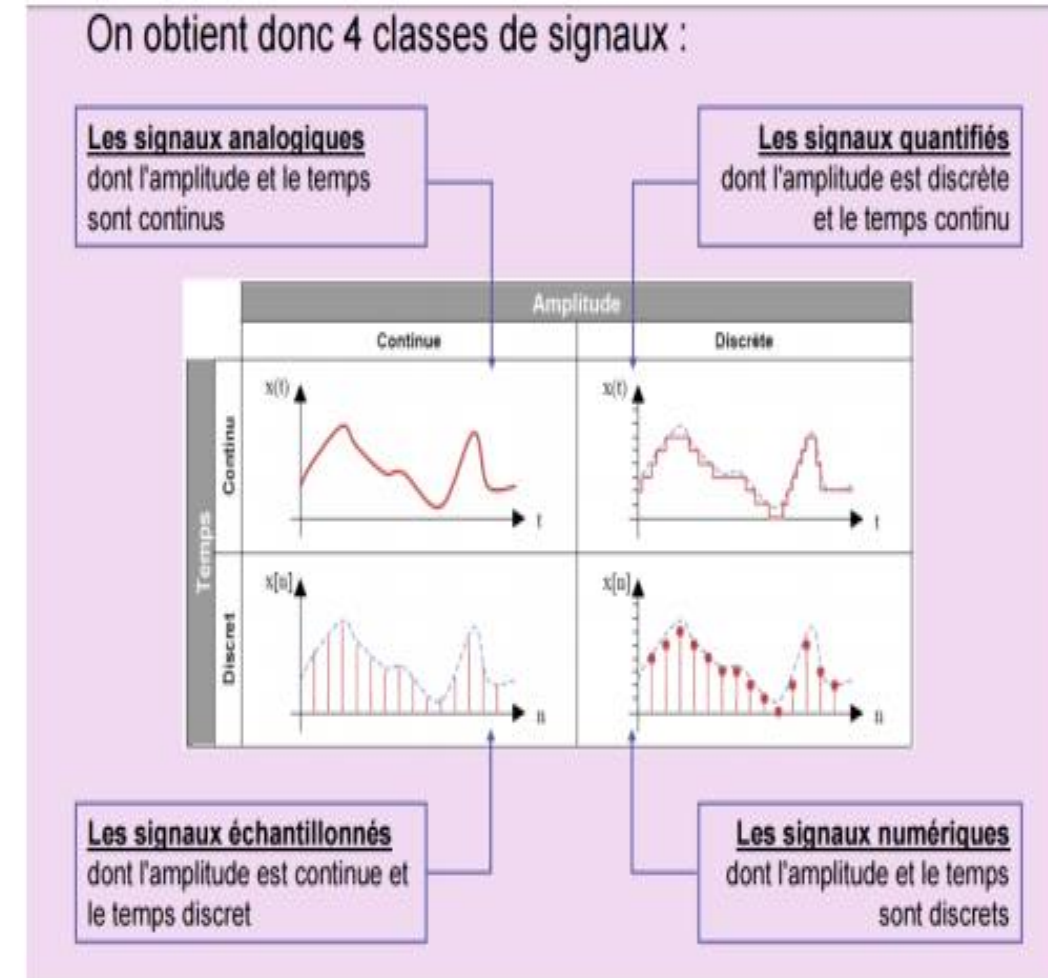 On obtient donc 4 classes de signaux :
Les signaux analogiques
dont l'amplitude et le temps
sont continus
Les signaux quantifiés
dont l'amplitude est discrète
et le temps continu
Amplitude
Continue
Discrète
Temps
Continu
x(t)
t
x(t)
t
Discret
x[n]
n
x[n]
n
Les signaux échantillonnés
dont l'amplitude est continue et
le temps discret
Les signaux numériques
dont l'amplitude et le temps
sont discrets